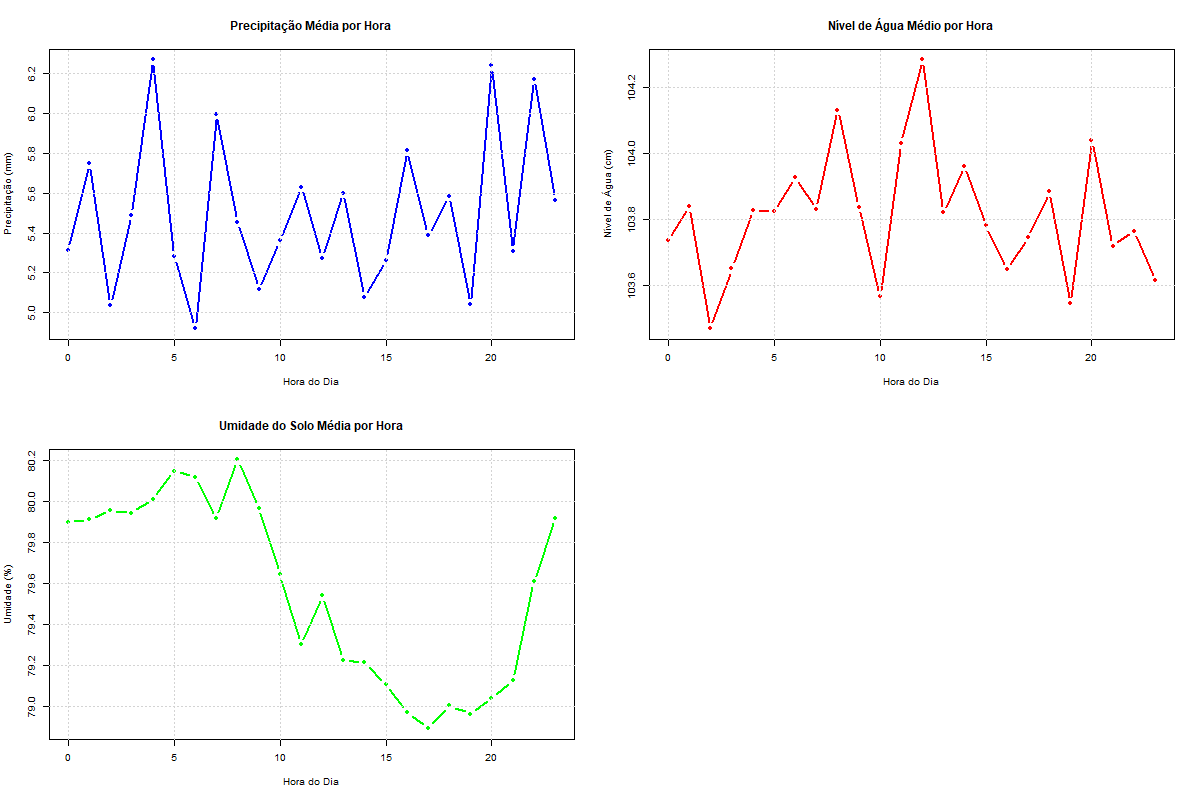 Precipitação Média por Hora
Precipitação (mm)
6.2
6.0
5.8
5.6
5.4
5.2
5.0
0 5 10 15 20
Hora do Dia
Nível de Água Médio por Hora
Nível de Água (cm)
104.2
104.0
103.8
103.6
0 5 10 15 20
Hora do Dia
Umidade do Solo Média por Hora
Umidade (%)
80.2
80.0
79.8
79.6
79.4
79.2
79.0
0 5 10 15 20
Hora do Dia